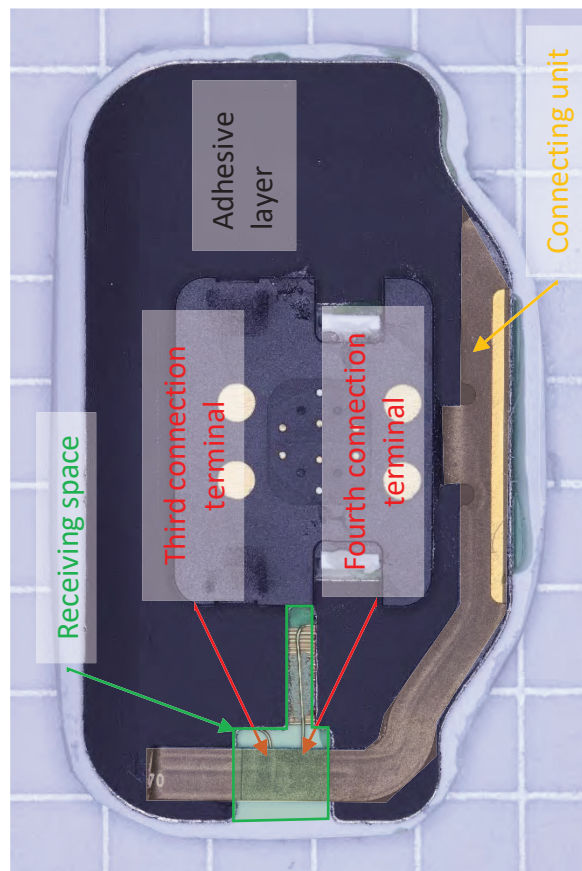 Adhesive
layer
Connecting unit
Third connection
terminal
Fourth connection
terminal
Receiving space
70